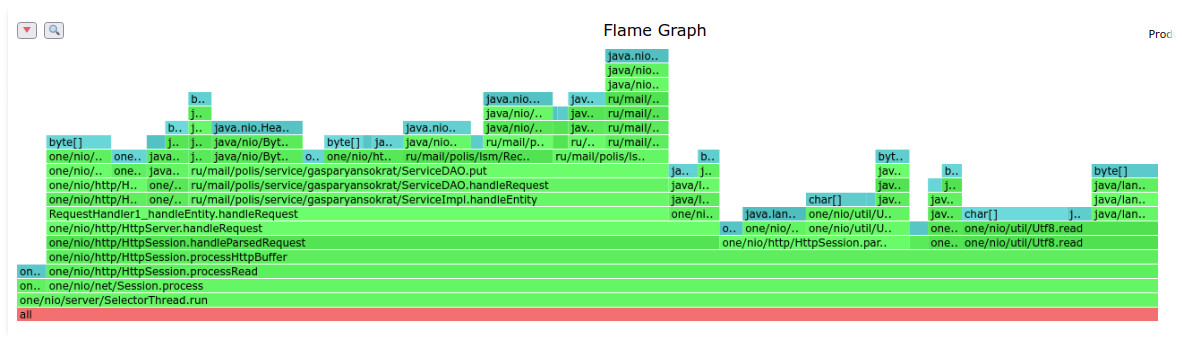 Flame Graph
Prod
java.nio..
java/nio..
java/nio..
b.. java.nio... jav.. ru/mail/..
j.. java/nio/.. jav.. ru/mail/..
b.. j.. java.nio.Hea.. java.nio.. java/nio/.. jav.. ru/mail/..
byte[] j.. j.. java/nio/Byt.. byte[] ja.. java/nio.. ru/mail/p.. ru/.. ru/mail/..
one/nio/.. one.. java.. j.. java/nio/Byt.. o.. one/nio/ht.. ru/mail/polis/lsm/Rec.. ru/mail/polis/ls.. b.. byt..
one/nio/.. one.. jav.. ru/mail/polis/service/gasparyansokrat/ServiceDAO.put ja.. j.. jav.. b.. byte[]
one/nio/http/H.. one/.. ru/mail/polis/service/gasparyansokrat/ServiceDAO.handleRequest java/l.. jav.. j.. java/lan..
one/nio/http/H.. one/.. ru/mail/polis/service/gasparyansokrat/ServiceImpl.handleEntity java/l.. char[] jav.. jav.. java/lan..
RequestHandler1_handleEntity.handleRequest one/ni.. java.lan.. one/nio/util/U.. jav.. char[] j.. java/lan..
one/nio/http/HttpServer.handleRequest o.. one/nio/.. one/nio/util/U.. one.. one/nio/util/Utf8.read
one/nio/http/HttpSession.handleParsedRequest one/nio/http/HttpSession.par.. one.. one/nio/util/Utf8.read
one/nio/http/HttpSession.processHttpBuffer
on.. one/nio/http/HttpSession.processRead
on.. one/nio/net/Session.process
one/nio/server/SelectorThread.run
all